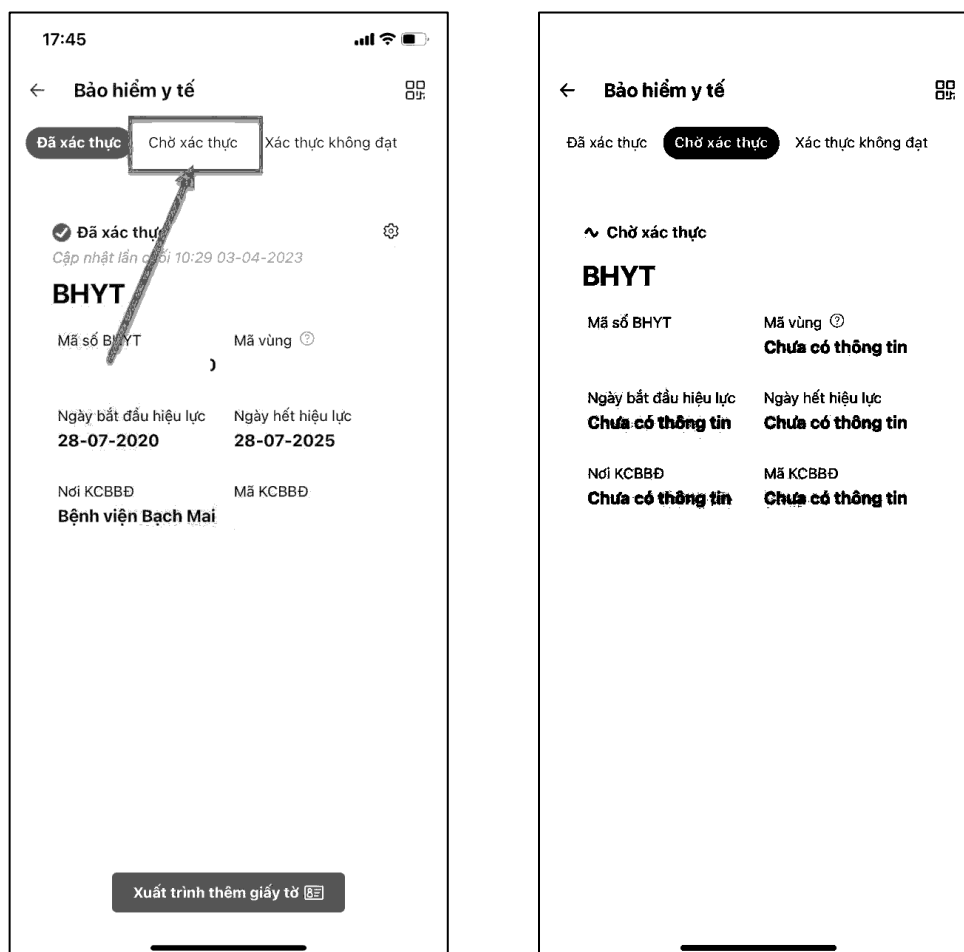 17:45
Bảo hiểm y tế
Đã xác thực
Chờ xác thực
Xác thực không đạt
Đã xác thực
Cập nhật lần cuối 10:29 03-04-2023
BHYT
Mã số BHYT
Mã vùng
Ngày bắt đầu hiệu lực
Ngày hết hiệu lực
28-07-2020
28-07-2025
Nơi KCBBĐ
Mã KCBBĐ
Bệnh viện Bạch Mai
Xuất trình thêm giấy tờ
Bảo hiểm y tế
Đã xác thực
Chờ xác thực
Xác thực không đạt
Chờ xác thực
BHYT
Mã số BHYT
Mã vùng
Chưa có thông tin
Ngày bắt đầu hiệu lực
Ngày hết hiệu lực
Chưa có thông tin
Chưa có thông tin
Nơi KCBBĐ
Mã KCBBĐ
Chưa có thông tin
Chưa có thông tin